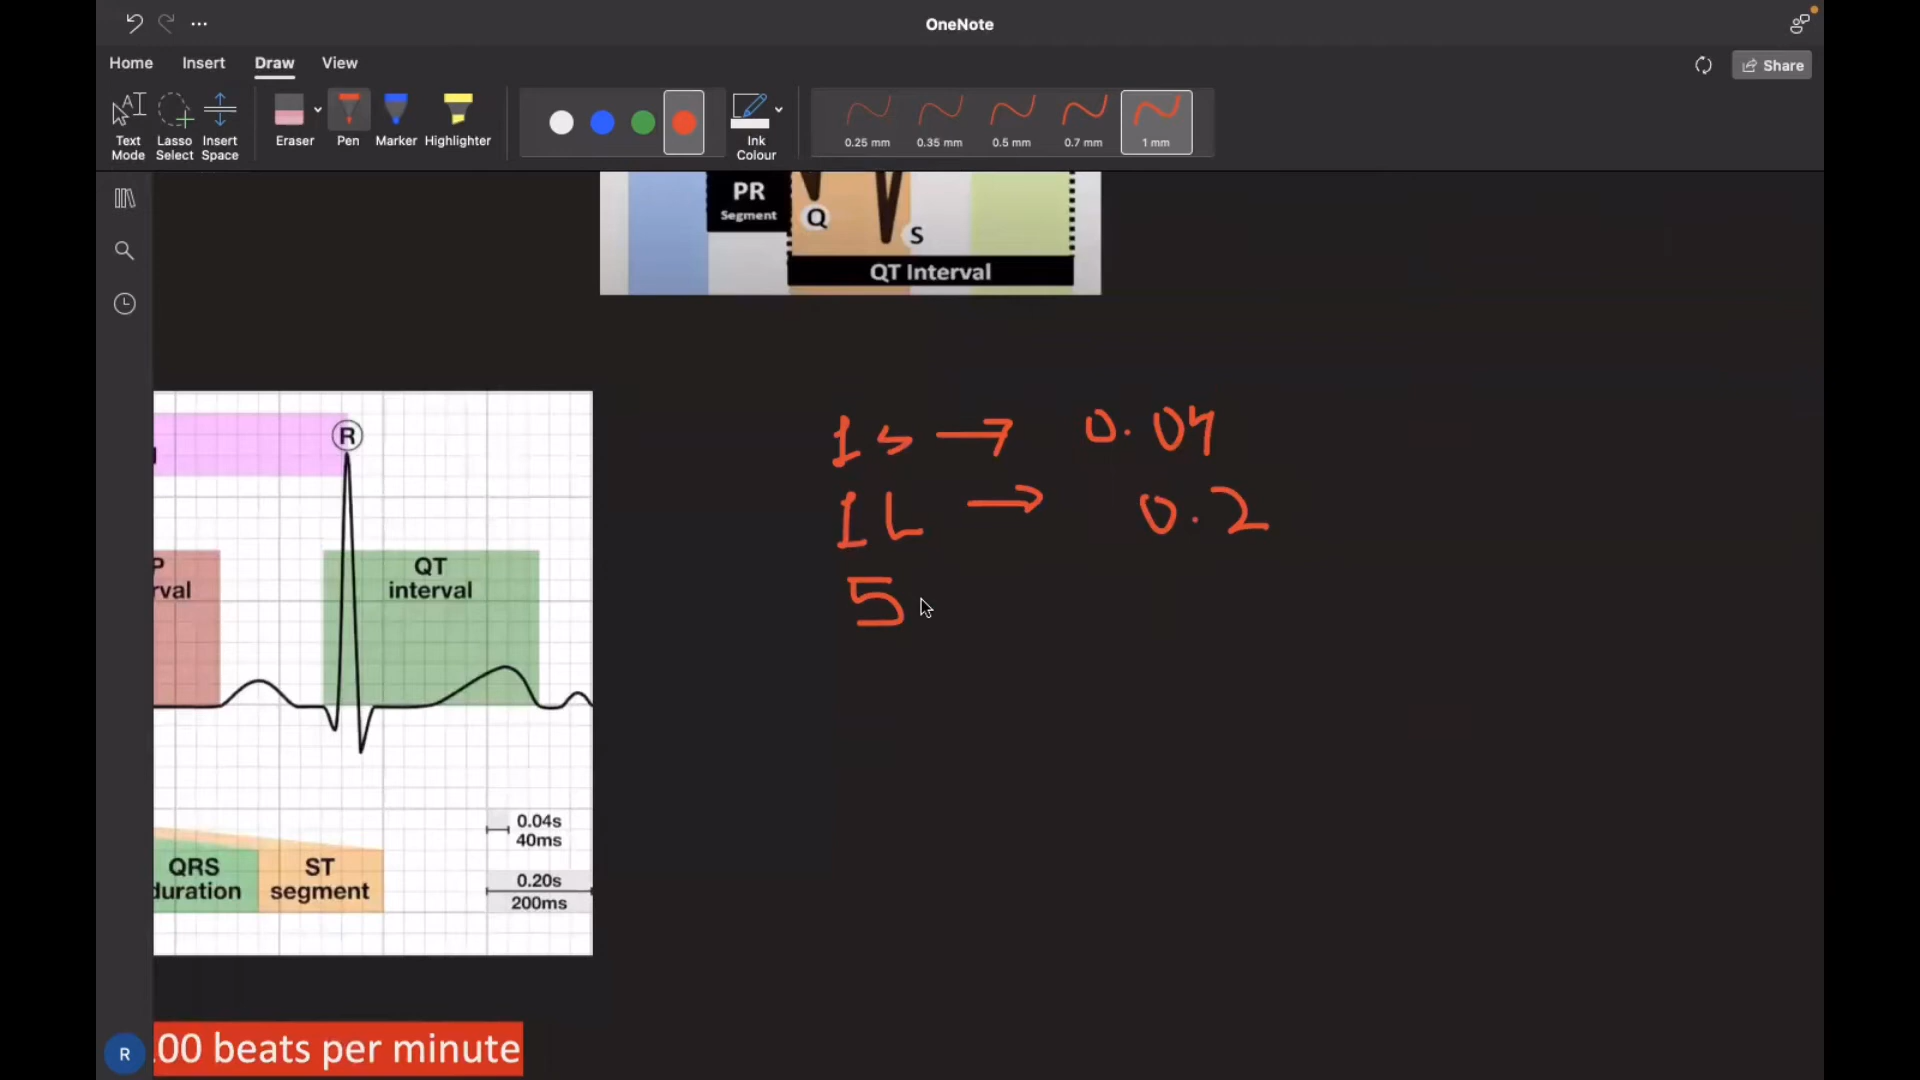 OneNote
Home Insert Draw View
Share
Text Mode
Lasso Select
Insert Space
Eraser
Pen
Marker
Highlighter
Ink Colour
0.25 mm
0.35 mm
0.5 mm
0.7 mm
1 mm
PR
Segment
Q
S
QT Interval
R
1s → 0.04
1L → 0.2
5
P
rval
QT
interval
0.04s
40ms
QRS
duration
ST
segment
0.20s
200ms
R
00 beats per minute